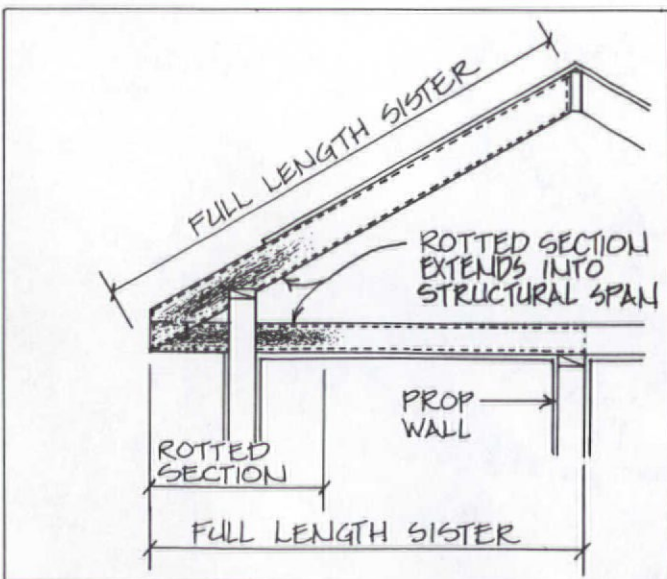 FULL LENGTH SISTER
ROTTED SECTION
EXTENDS INTO
STRUCTURAL SPAN
PROP
WALL
ROTTED
SECTION
FULL LENGTH SISTER